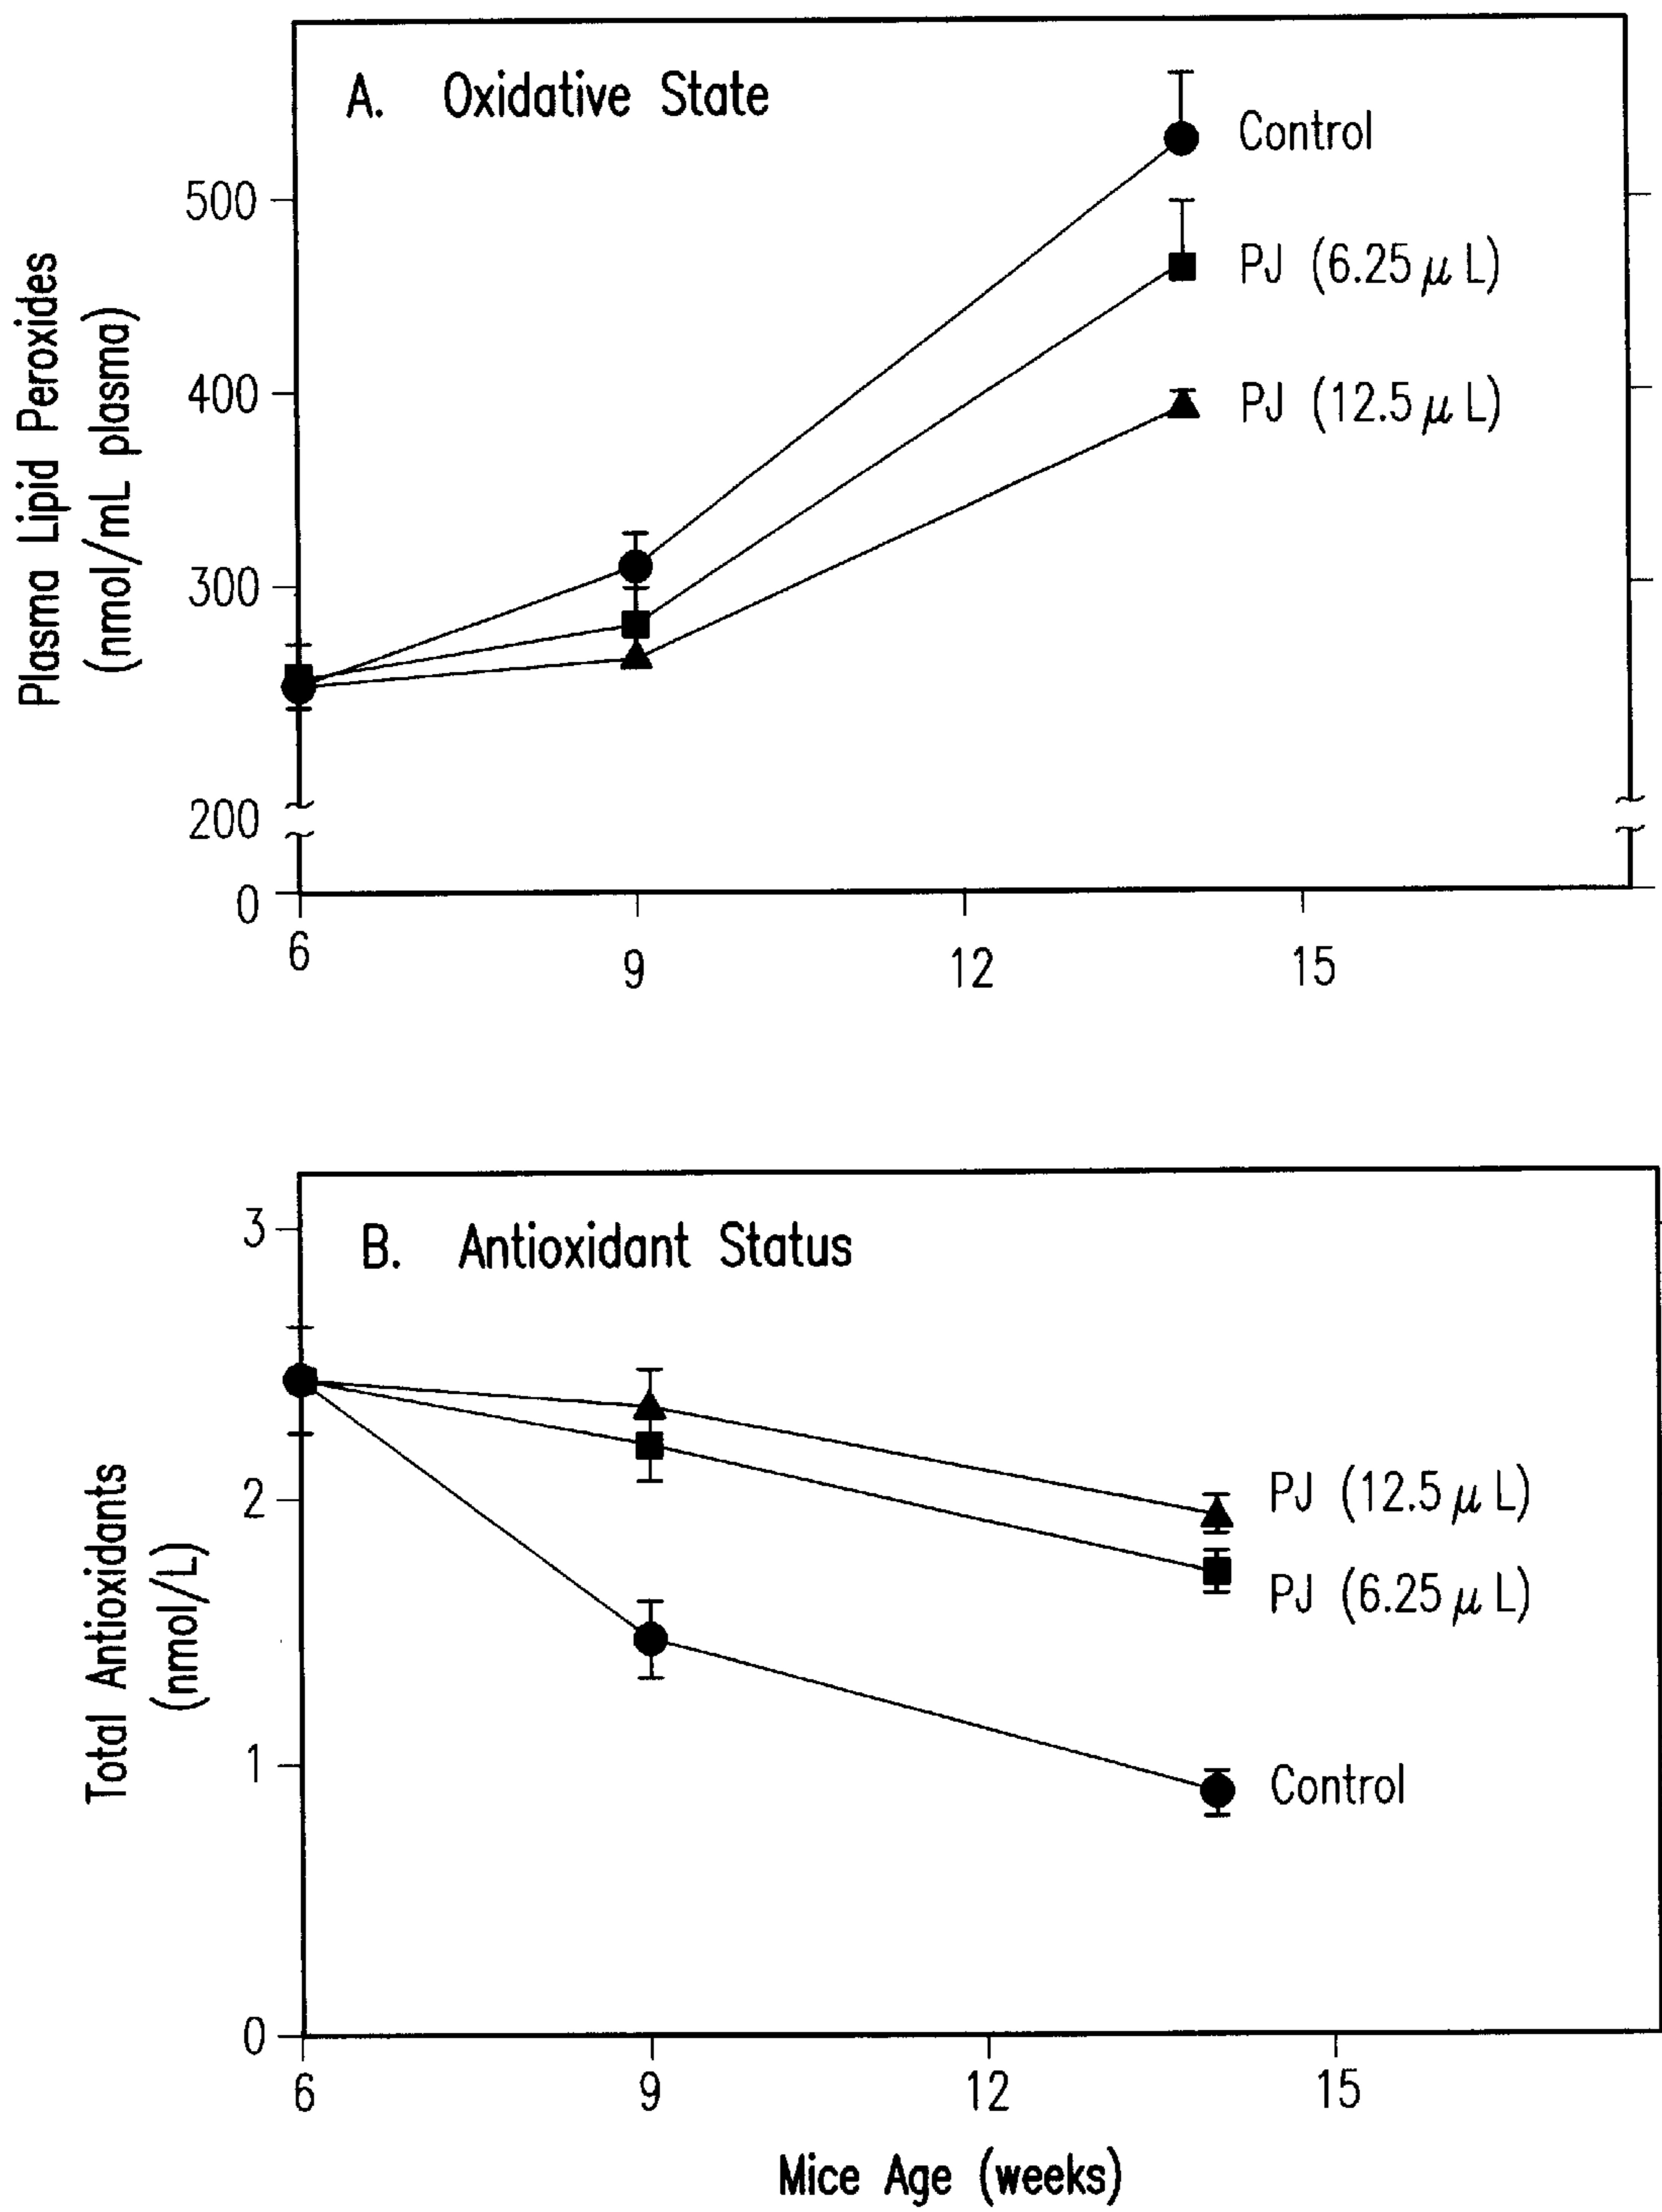 A. Oxidative State
Control
500
PJ (6.25 μ L)
400
PJ (12.5 μ L)
300
200
0
Plasma Lipid Peroxides
(nmol/mL plasma)
6 9 12 15
3
B. Antioxidant Status
2
PJ (12.5 μ L)
PJ (6.25 μ L)
1
Control
0
Total Antioxidants
(nmol/L)
6 9 12 15
Mice Age (weeks)